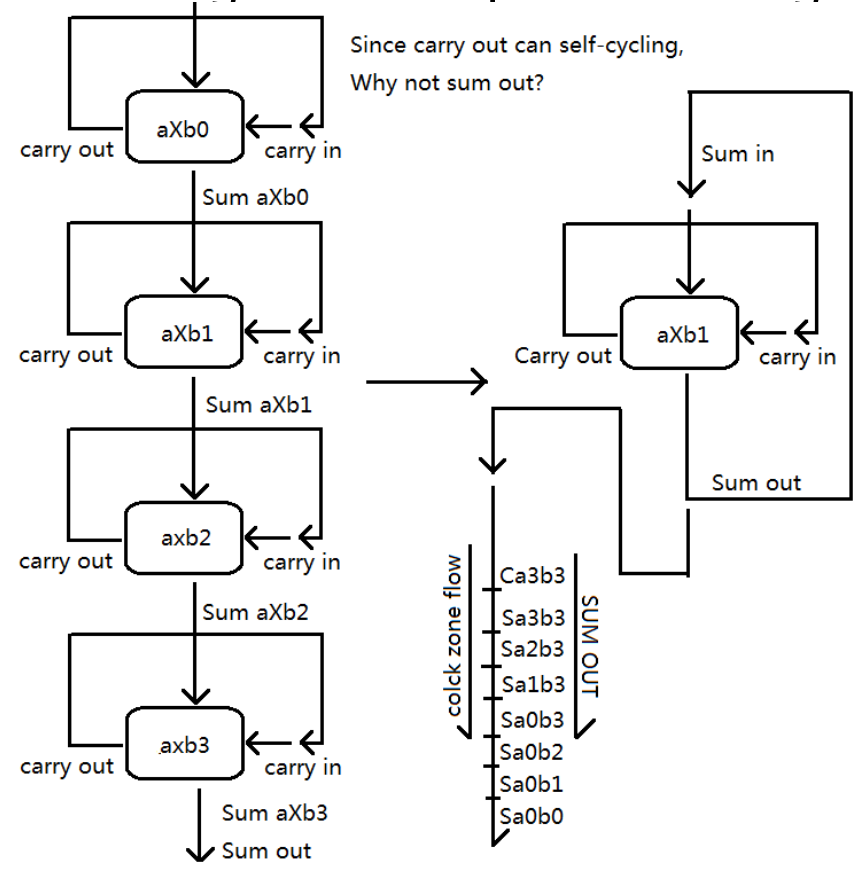 Since carry out can self-cycling,
Why not sum out?
aXb0
carry out
carry in
Sum aXb0
aXb1
carry out
carry in
Sum aXb1
axb2
carry out
carry in
Sum aXb2
axb3
carry out
carry in
Sum aXb3
Sum out
Sum in
aXb1
Carry out
carry in
Sum out
colck zone flow
Ca3b3
Sa3b3
Sa2b3
Sa1b3
Sa0b3
Sa0b2
Sa0b1
Sa0b0
SUM OUT